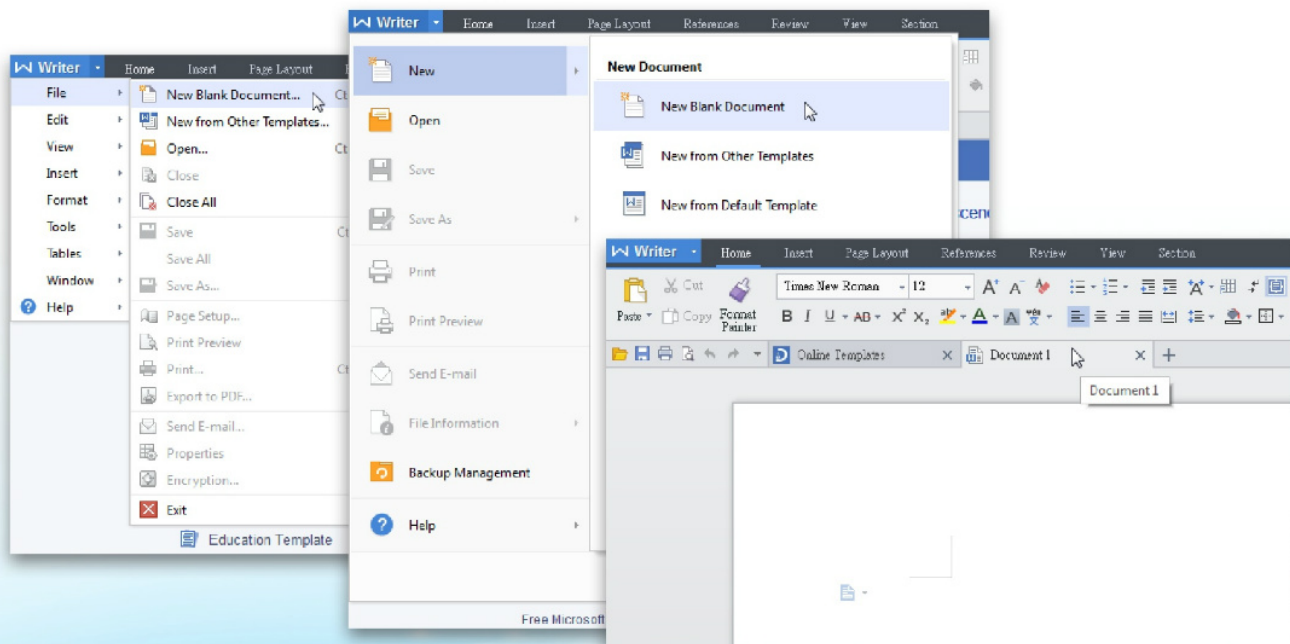 Writer Home Insert Page Layout
File
Edit
View
Insert
Format
Tools
Tables
Window
Help
New Blank Document...
New from Other Templates...
Open...
Close
Close All
Save
Save All
Save As...
Page Setup...
Print Preview
Print...
Export to PDF...
Send E-mail...
Properties
Encryption...
Exit
Education Template
Writer Home Insert Page Layout References Review View Section
New
Open
Save
Save As
Print
Print Preview
Send E-mail
File Information
Backup Management
Help
New Document
New Blank Document
New from Other Templates
New from Default Template
Free Microsoft
Writer Home Insert Page Layout References Review View Section
Cut Times New Roman 12
Paste Copy Format Painter B I U AB X² X₂
Online Templates Document 1
Document 1